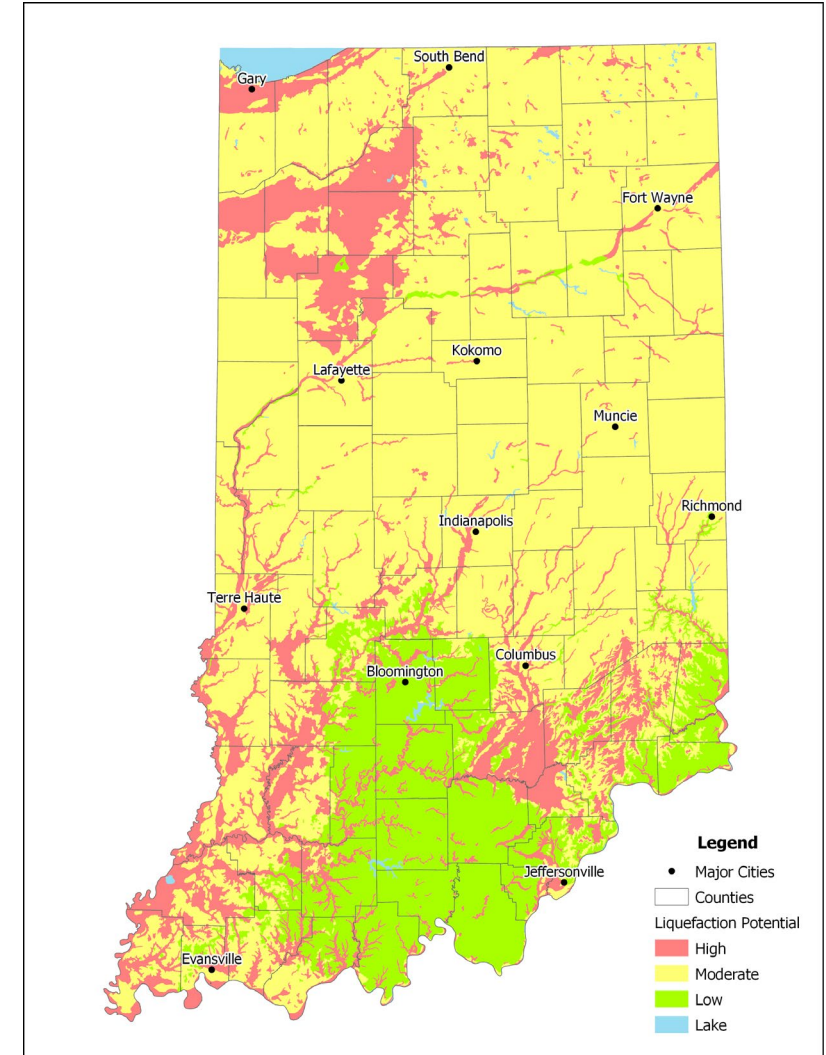 South Bend
Gary
Fort Wayne
Kokomo
Lafayette
Muncie
Richmond
Indianapolis
Terre Haute
Columbus
Bloomington
Jeffersonville
Evansville
Legend
Major Cities
Counties
Liquefaction Potential
High
Moderate
Low
Lake